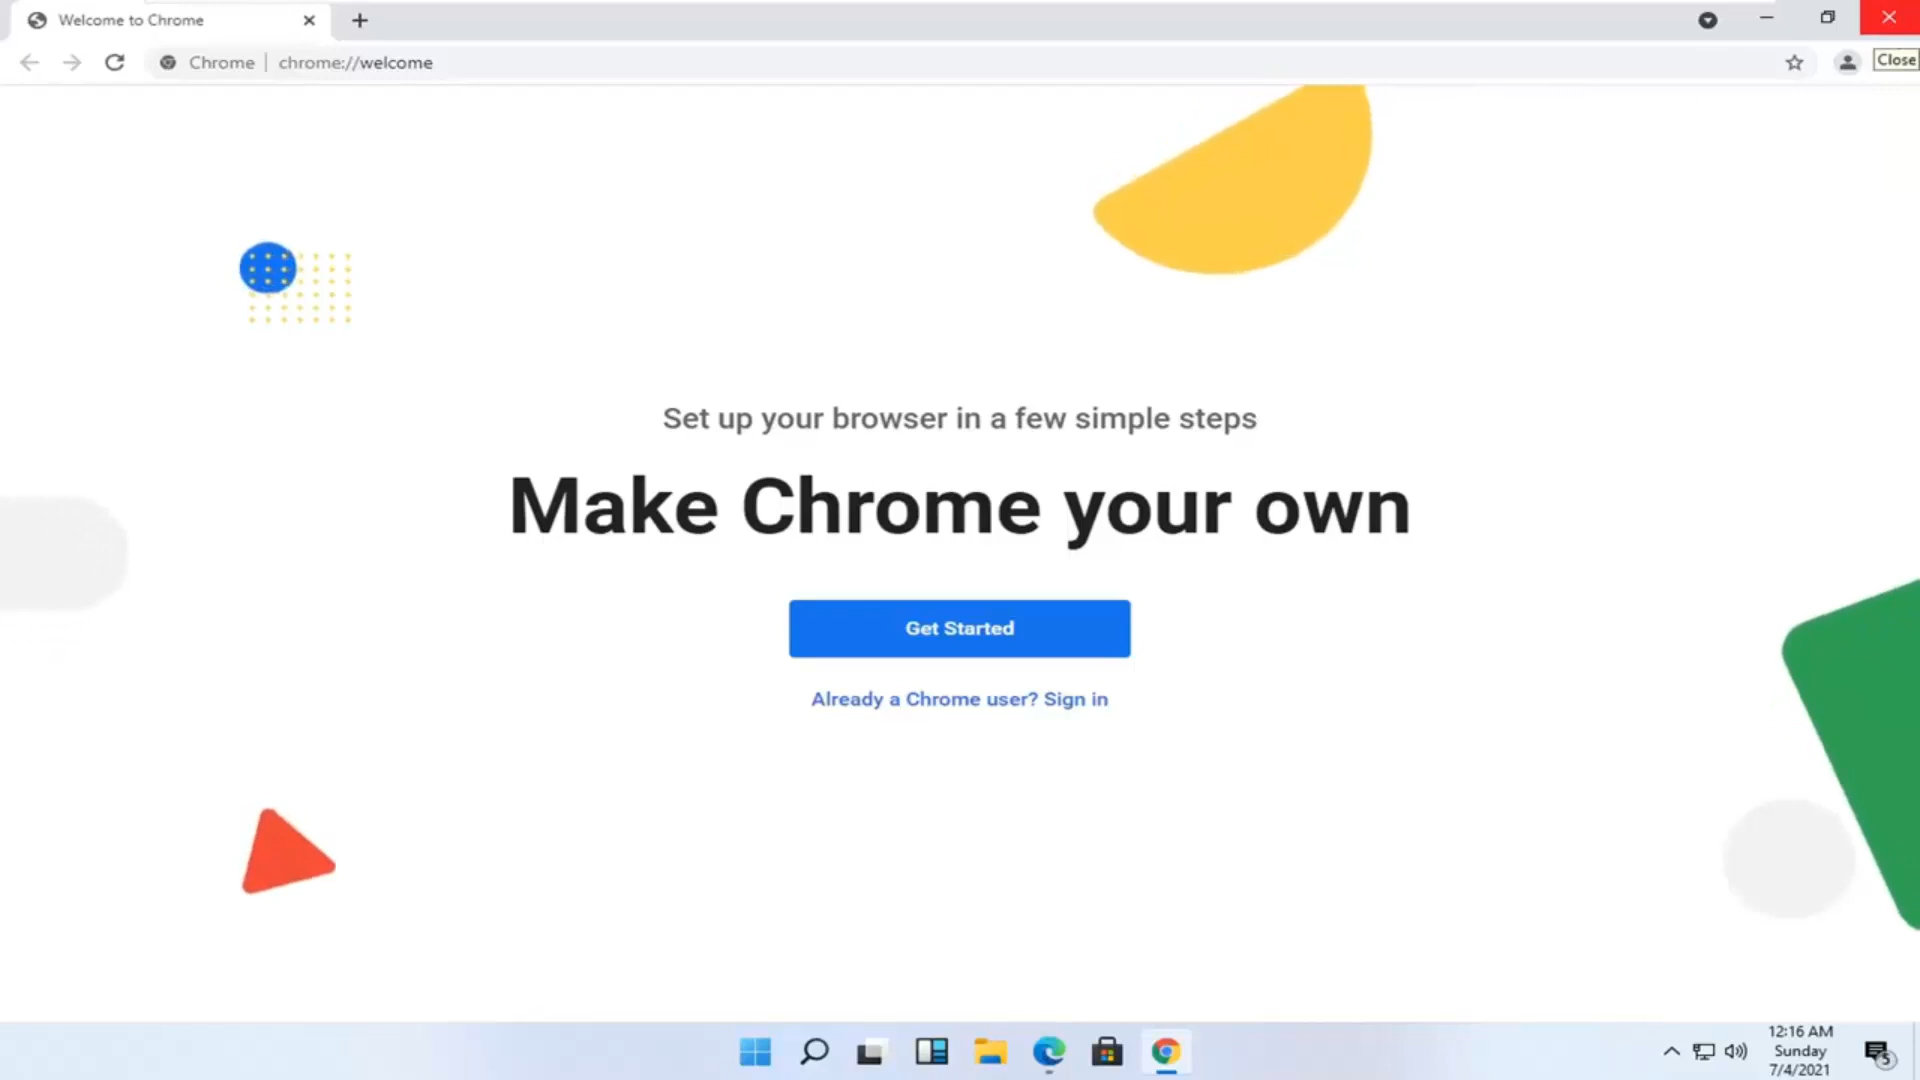 Welcome to Chrome
Chrome | chrome://welcome
Close
Set up your browser in a few simple steps
Make Chrome your own
Get Started
Already a Chrome user? Sign in
12:16 AM
Sunday
7/4/2021
5